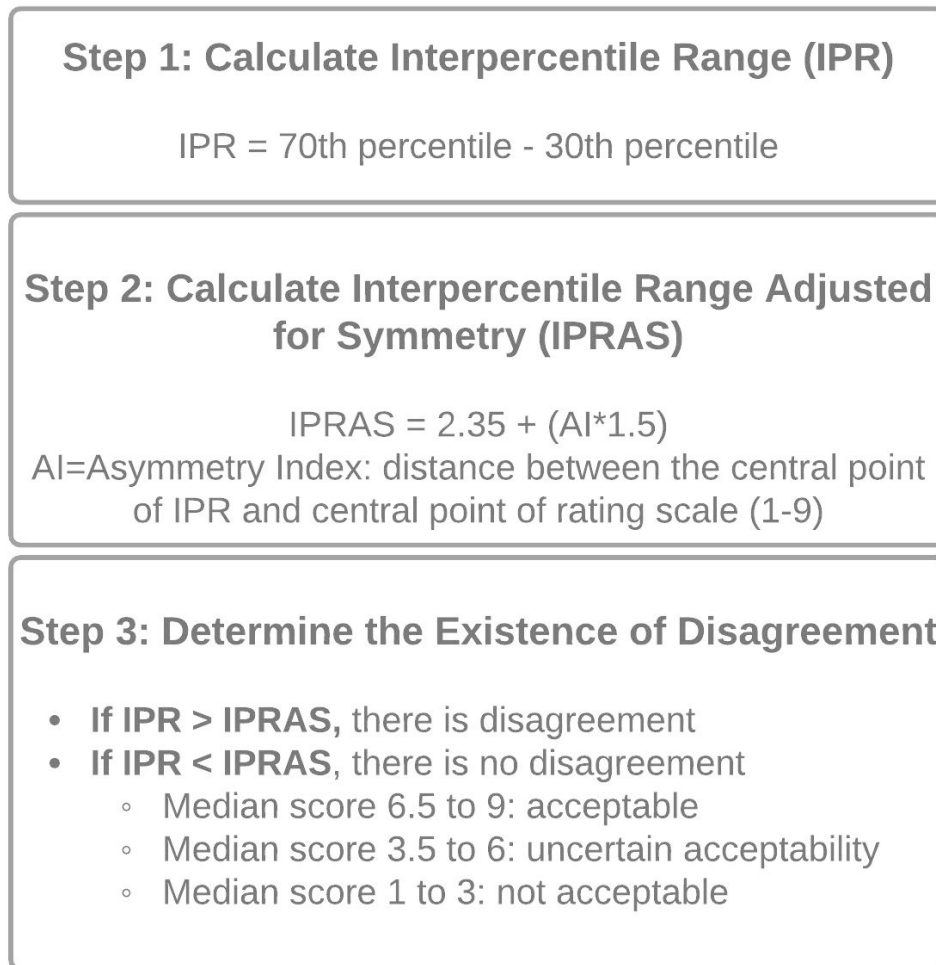 Step 1: Calculate Interpercentile Range (IPR)
IPR = 70th percentile - 30th percentile
Step 2: Calculate Interpercentile Range Adjusted
for Symmetry (IPRAS)
IPRAS = 2.35 + (AI*1.5)
AI=Asymmetry Index: distance between the central point
of IPR and central point of rating scale (1-9)
Step 3: Determine the Existence of Disagreement
• If IPR > IPRAS, there is disagreement
• If IPR < IPRAS, there is no disagreement
◦ Median score 6.5 to 9: acceptable
◦ Median score 3.5 to 6: uncertain acceptability
◦ Median score 1 to 3: not acceptable